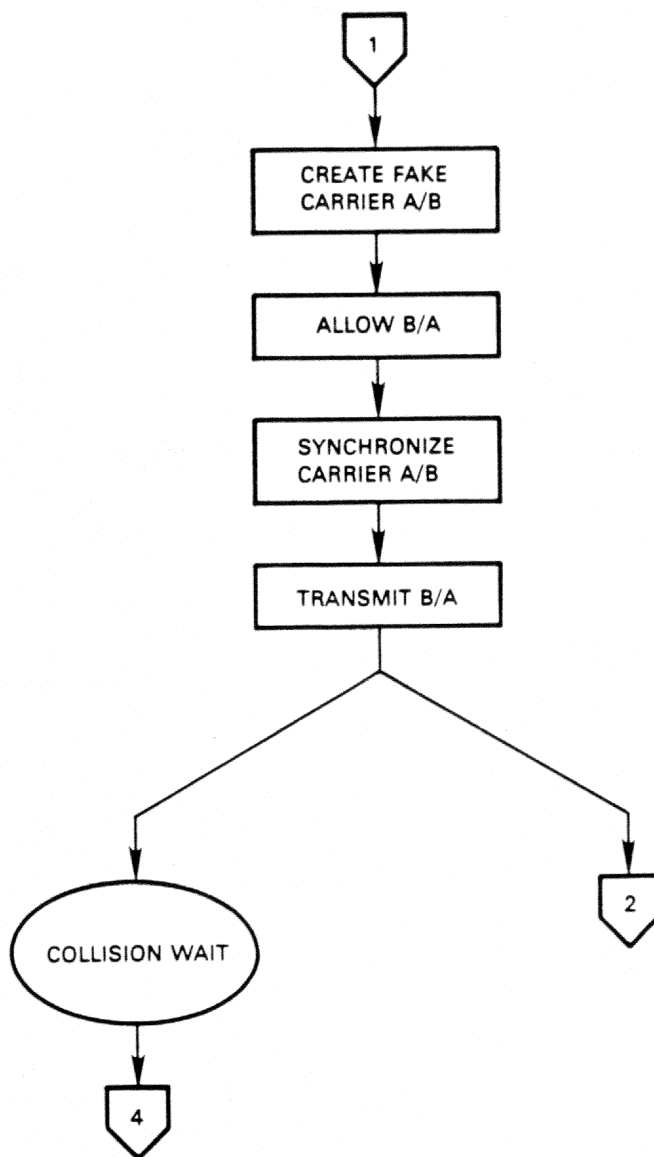 1
CREATE FAKE
CARRIER A/B
ALLOW B/A
SYNCHRONIZE
CARRIER A/B
TRANSMIT B/A
COLLISION WAIT
2
4